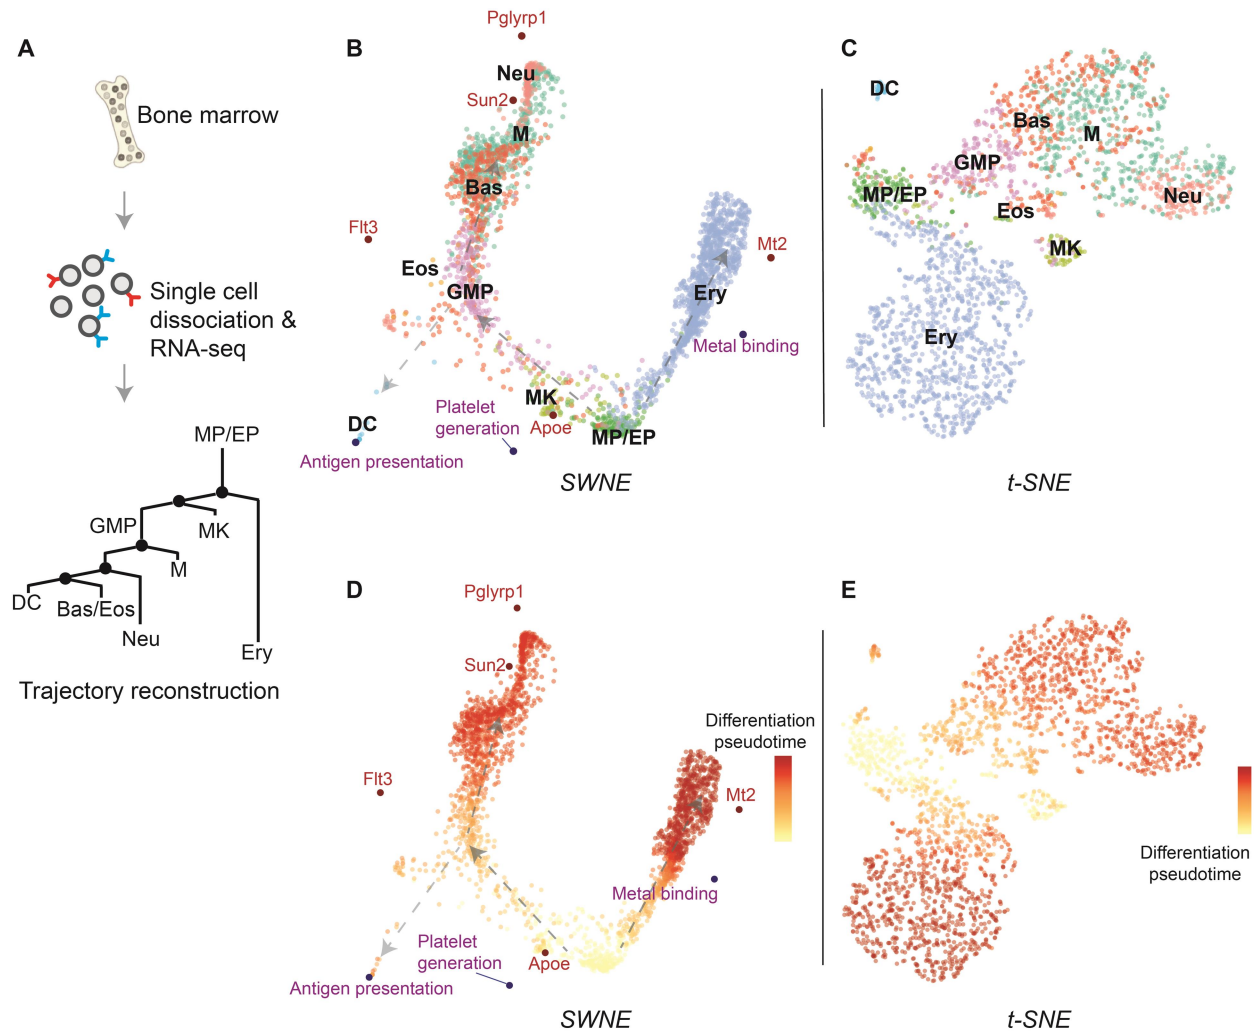 A
Bone marrow
Single cell
dissociation &
RNA-seq
MP/EP
GMP
MK
M
DC
Bas/Eos
Neu
Ery
Trajectory reconstruction
B
Pglyrp1
Neu
Sun2
M
Bas
Flt3
Eos
GMP
Mt2
Ery
Metal binding
MK
Platelet
generation
Apoe
DC
MP/EP
Antigen presentation
SWNE
C
DC
Bas
M
GMP
MP/EP
Neu
Eos
MK
Ery
t-SNE
D
Pglyrp1
Sun2
Differentiation
pseudotime
Flt3
Mt2
Metal binding
Platelet
generation
Apoe
Antigen presentation
SWNE
E
Differentiation
pseudotime
t-SNE